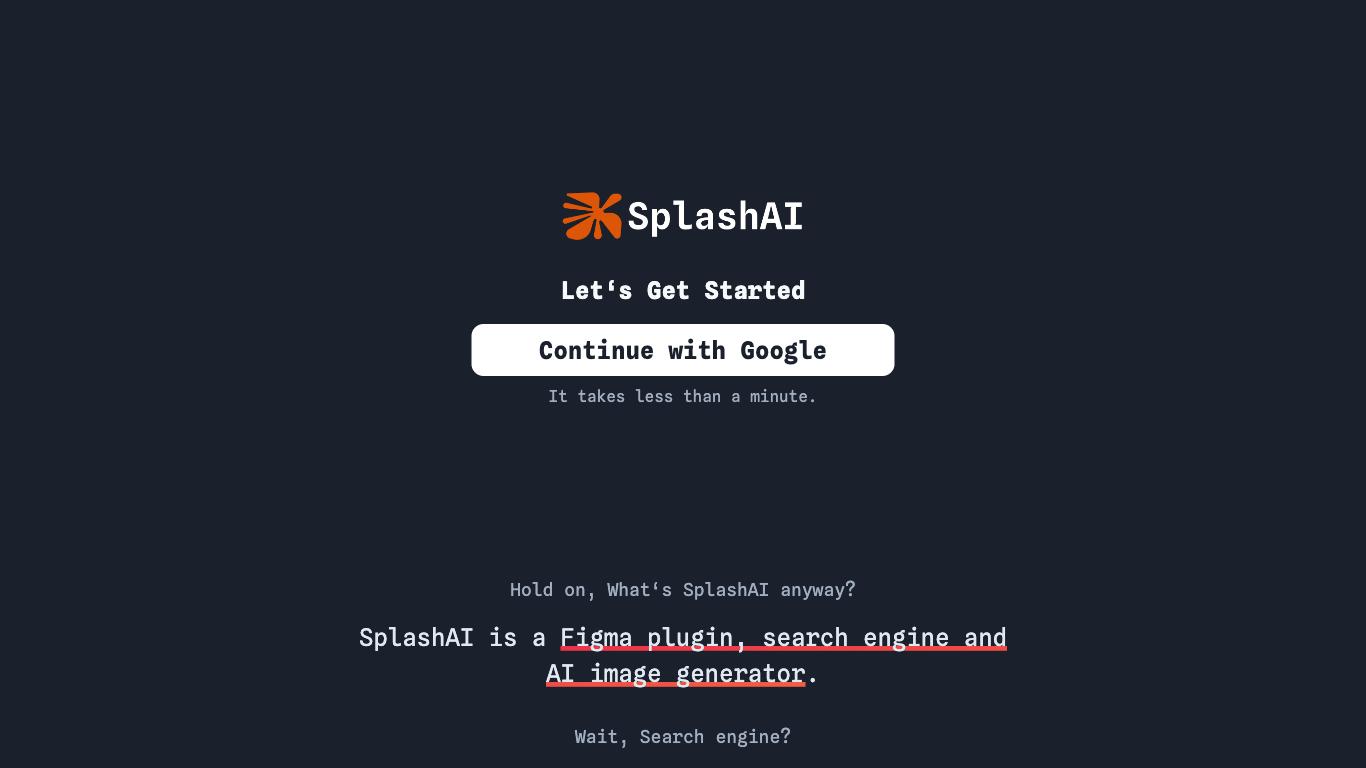 SplashAI
Let‘s Get Started
Continue with Google
It takes less than a minute.
Hold on, What‘s SplashAI anyway?
SplashAI is a Figma plugin, search engine and
AI image generator.
Wait, Search engine?